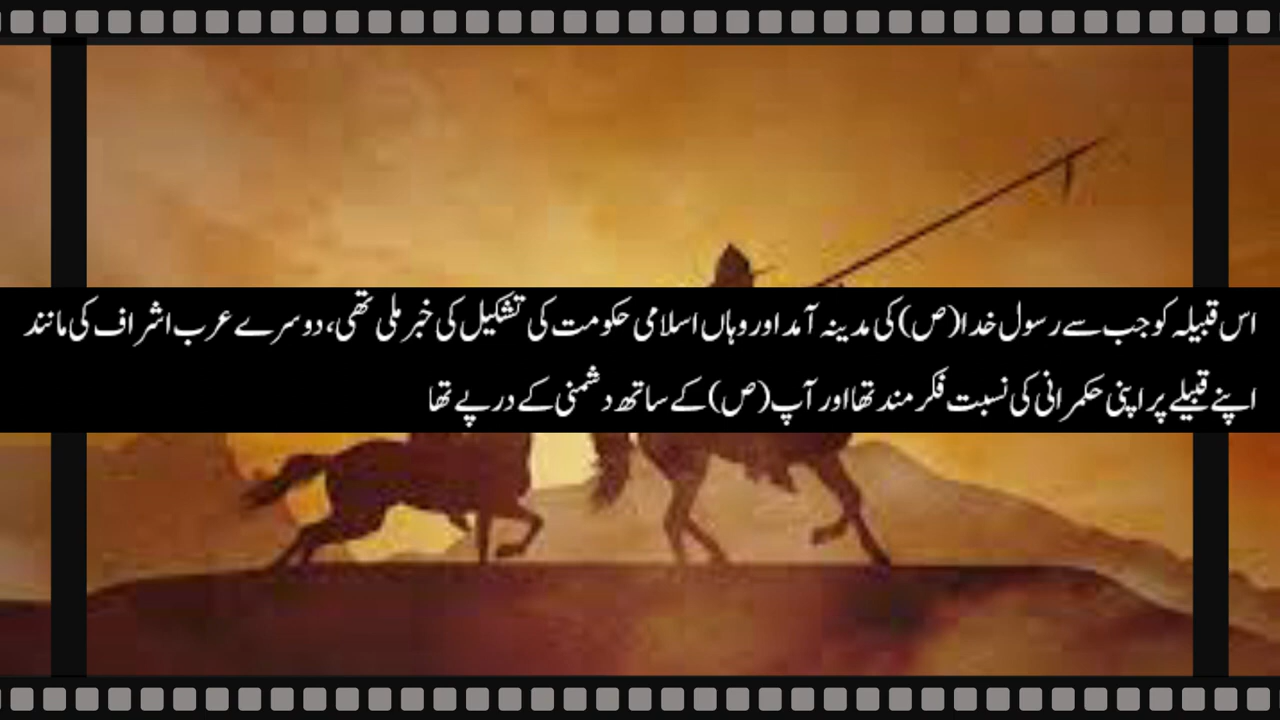 اس قبیلہ کو جب سے رسول خدا(ص) کی مدینہ آمد اور وہاں اسلامی حکومت کی تشکیل کی خبر ملی تھی، دوسرے عرب اشراف کی مانند
اپنے قبیلے پر اپنی حکمرانی کی نسبت فکر مند تھا اور آپ(ص) کے ساتھ دشمنی کے درپے تھا